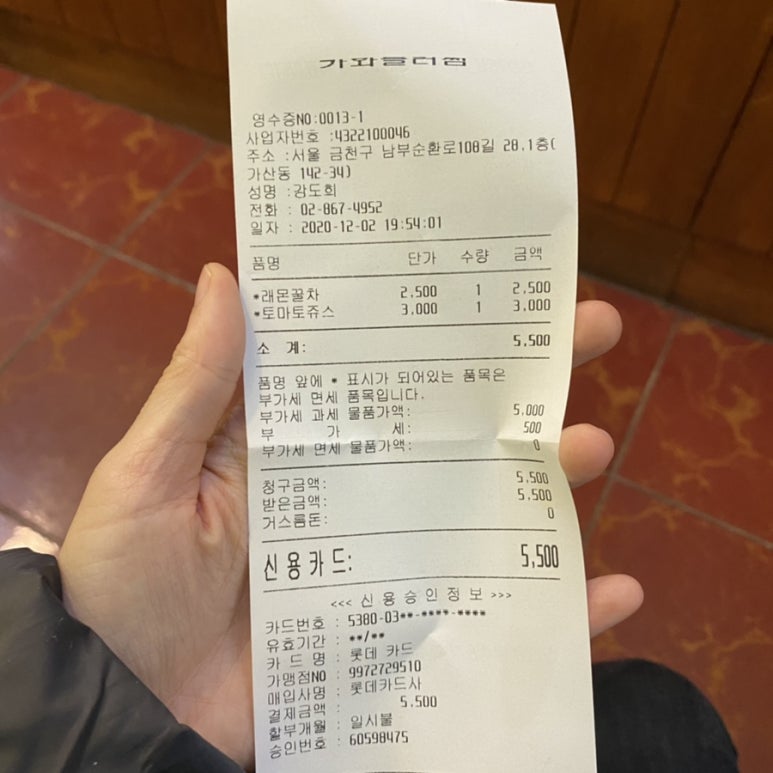 가와플러썸
영수증NO:0013-1
사업자번호 :4322100046
주소 :서울 금천구 남부순환로108길 28,1층(
가산동 142-34)
성명 :강도희
전화 : 02-867-4952
일자 : 2020-12-02 19:54:01
품명 단가 수량 금액
*래몬꿀차 2,500 1 2,500
*토마토쥬스 3,000 1 3,000
소 계: 5,500
품명 앞에 * 표시가 되어있는 품목은
부가세 면세 품목입니다.
부가세 과세 물품가액: 5,000
부 가 세: 500
부가세 면세 물품가액: 0
청구금액: 5,500
받은금액: 5,500
거스름돈: 0
신용카드: 5,500
<<< 신 용 승 인 정 보 >>>
카드번호 : 5380-03**-****-****
유효기간 : **/**
카 드 명 : 롯데 카드
가맹점NO : 9972729510
매입사명 : 롯데카드사
결제금액 : 5,500
할부개월 : 일시불
승인번호 : 60598475